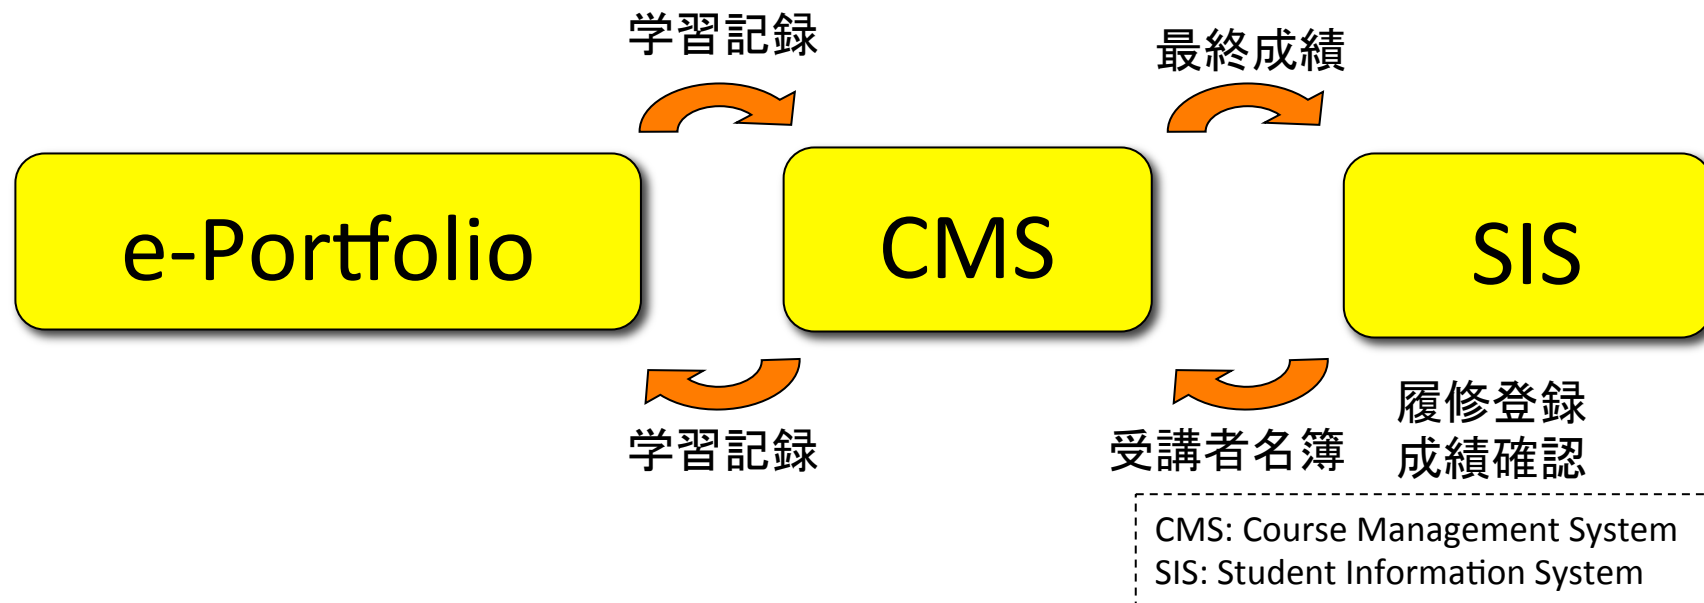 学習記録
最終成績
e-Portfolio
CMS
SIS
学習記録
受講者名簿
履修登録
成績確認
CMS: Course Management System
SIS: Student Information System